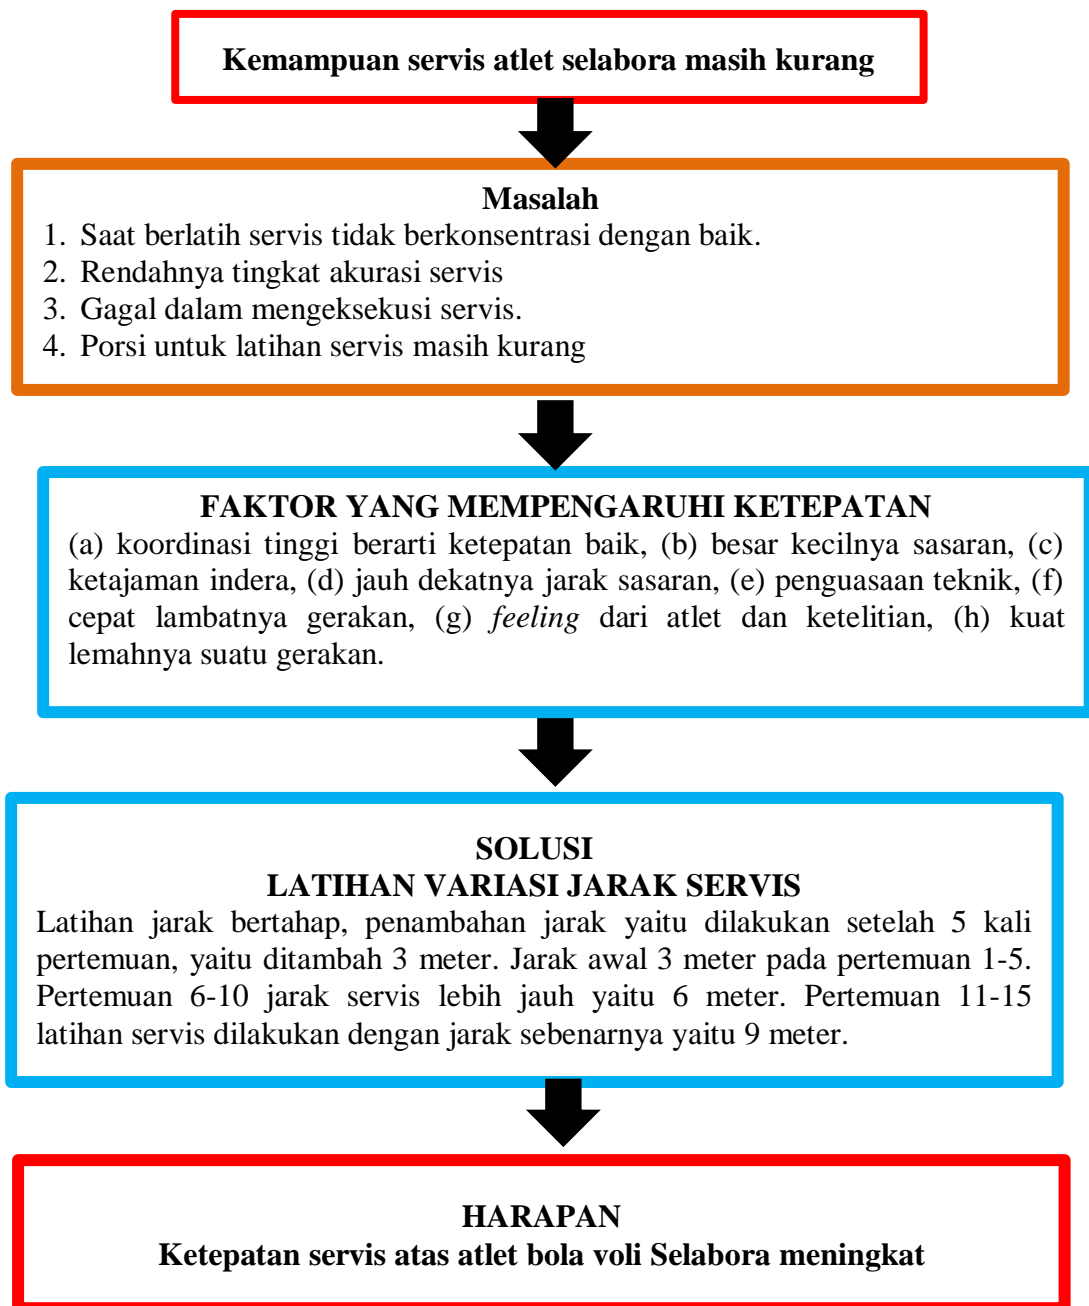 Kemampuan servis atlet selabora masih kurang
Masalah
1. Saat berlatih servis tidak berkonsentrasi dengan baik.
2. Rendahnya tingkat akurasi servis
3. Gagal dalam mengeksekusi servis.
4. Porsi untuk latihan servis masih kurang
FAKTOR YANG MEMPENGARUHI KETEPATAN
(a) koordinasi tinggi berarti ketepatan baik, (b) besar kecilnya sasaran, (c)
ketajaman indera, (d) jauh dekatnya jarak sasaran, (e) penguasaan teknik, (f)
cepat lambatnya gerakan, (g) feeling dari atlet dan ketelitian, (h) kuat
lemahnya suatu gerakan.
SOLUSI
LATIHAN VARIASI JARAK SERVIS
Latihan jarak bertahap, penambahan jarak yaitu dilakukan setelah 5 kali
pertemuan, yaitu ditambah 3 meter. Jarak awal 3 meter pada pertemuan 1-5.
Pertemuan 6-10 jarak servis lebih jauh yaitu 6 meter. Pertemuan 11-15
latihan servis dilakukan dengan jarak sebenarnya yaitu 9 meter.
HARAPAN
Ketepatan servis atas atlet bola voli Selabora meningkat